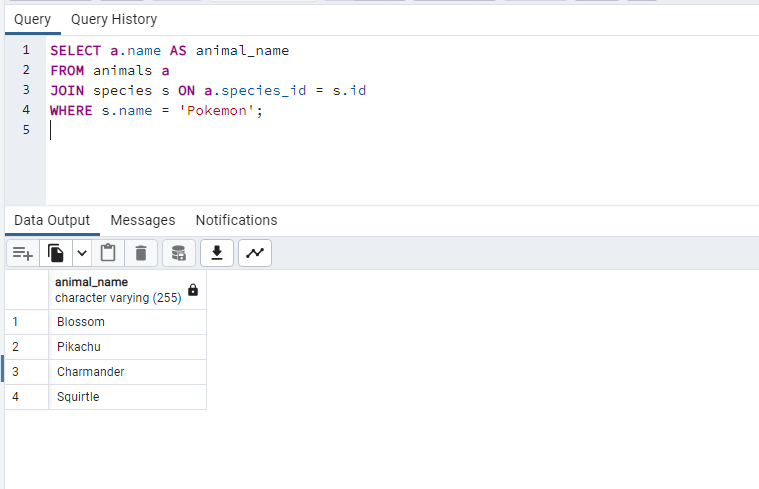 Query Query History
1 SELECT a.name AS animal_name
2 FROM animals a
3 JOIN species s ON a.species_id = s.id
4 WHERE s.name = 'Pokemon';
5
Data Output Messages Notifications
animal_name
character varying (255)
1 Blossom
2 Pikachu
3 Charmander
4 Squirtle